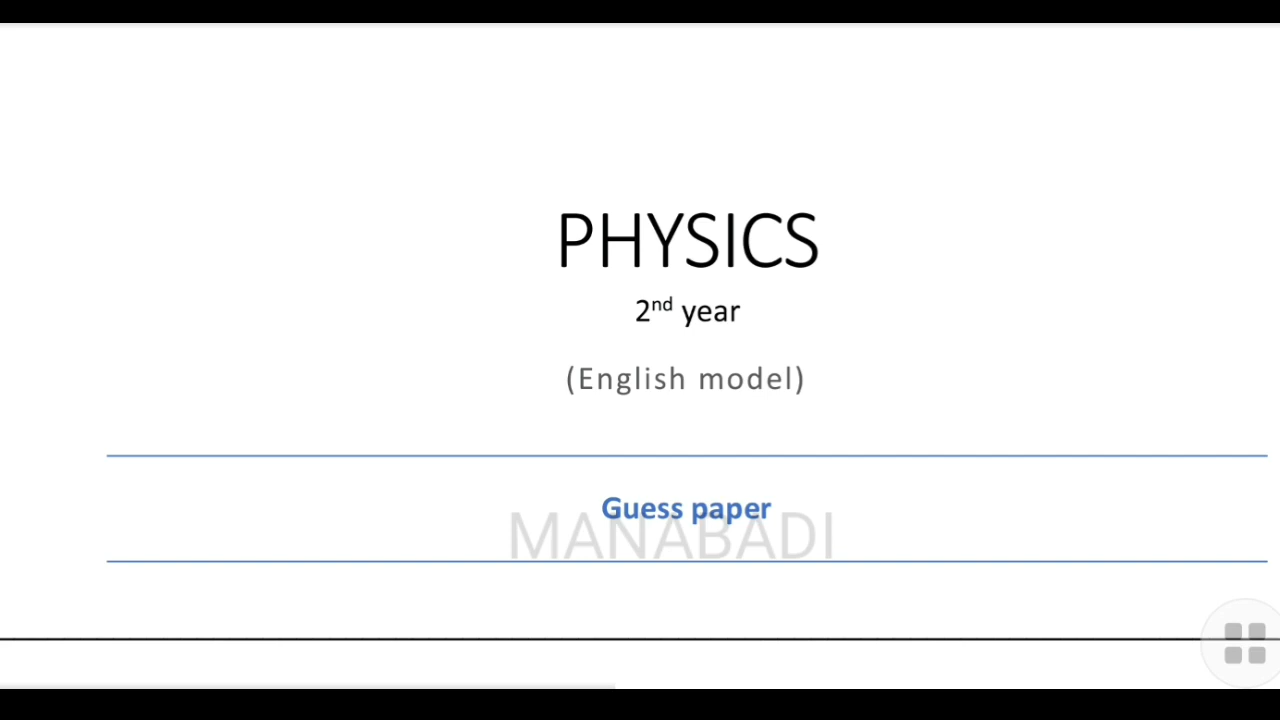 PHYSICS
2nd year
(English model)
Guess paper
MANABADI